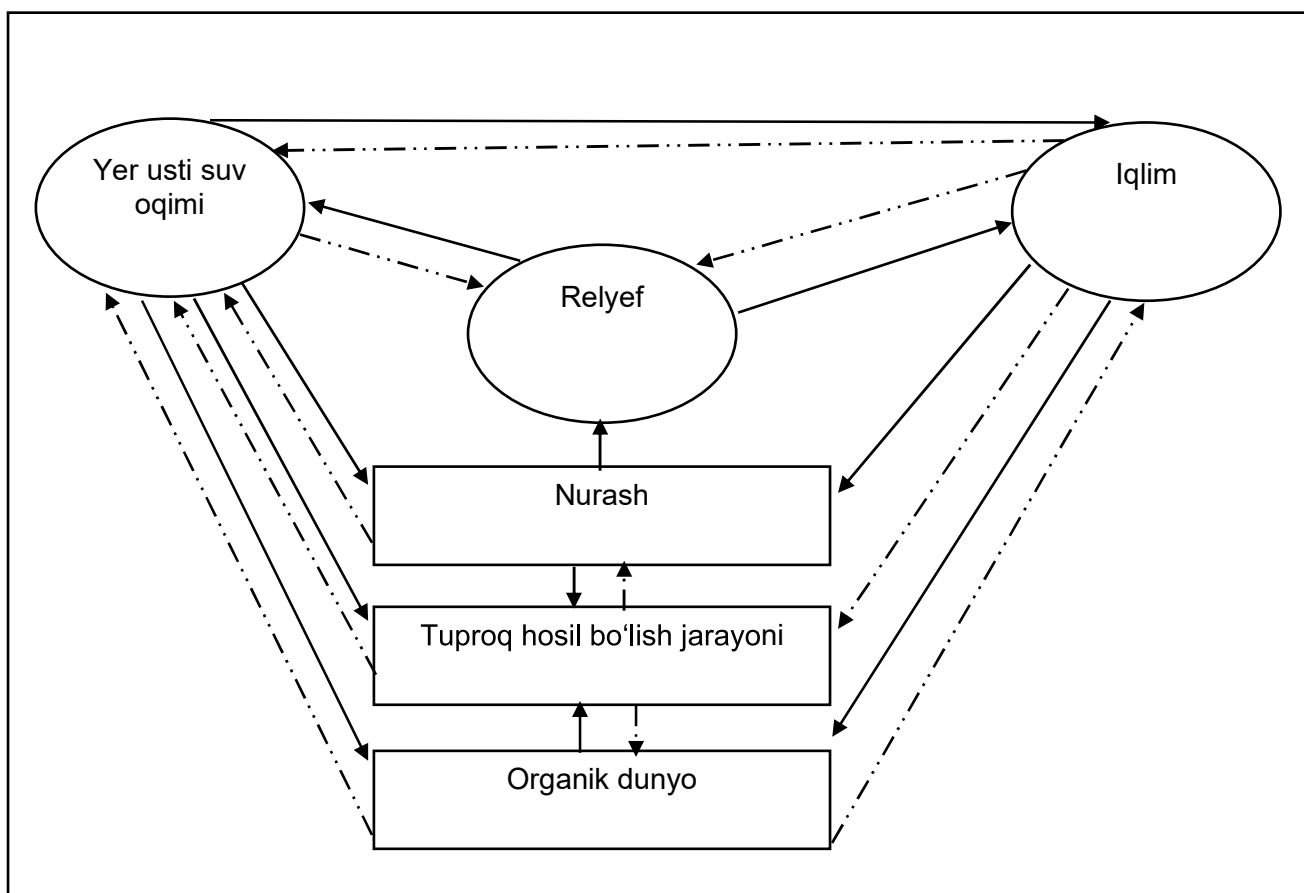 Yer usti suv
oqimi
Iqlim
Relyef
Nurash
Tuproq hosil bo‘lish jarayoni
Organik dunyo